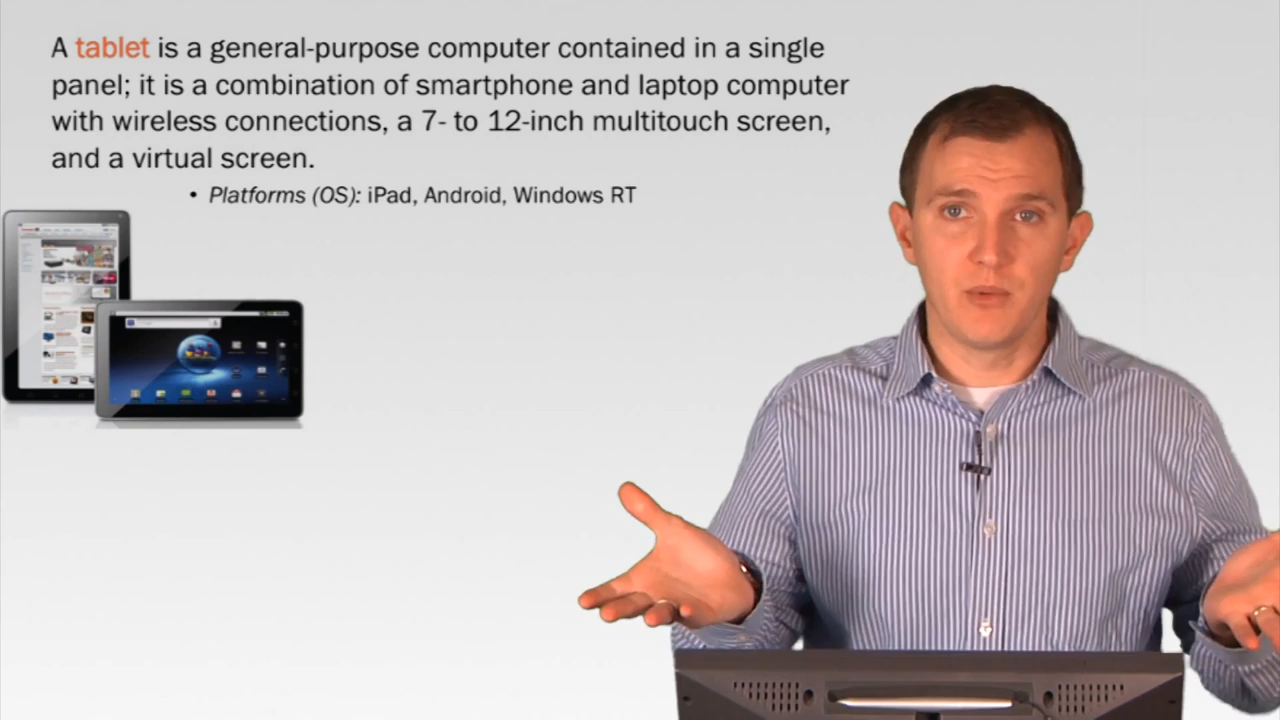 A tablet is a general-purpose computer contained in a single
panel; it is a combination of smartphone and laptop computer
with wireless connections, a 7- to 12-inch multitouch screen,
and a virtual screen.
• Platforms (OS): iPad, Android, Windows RT